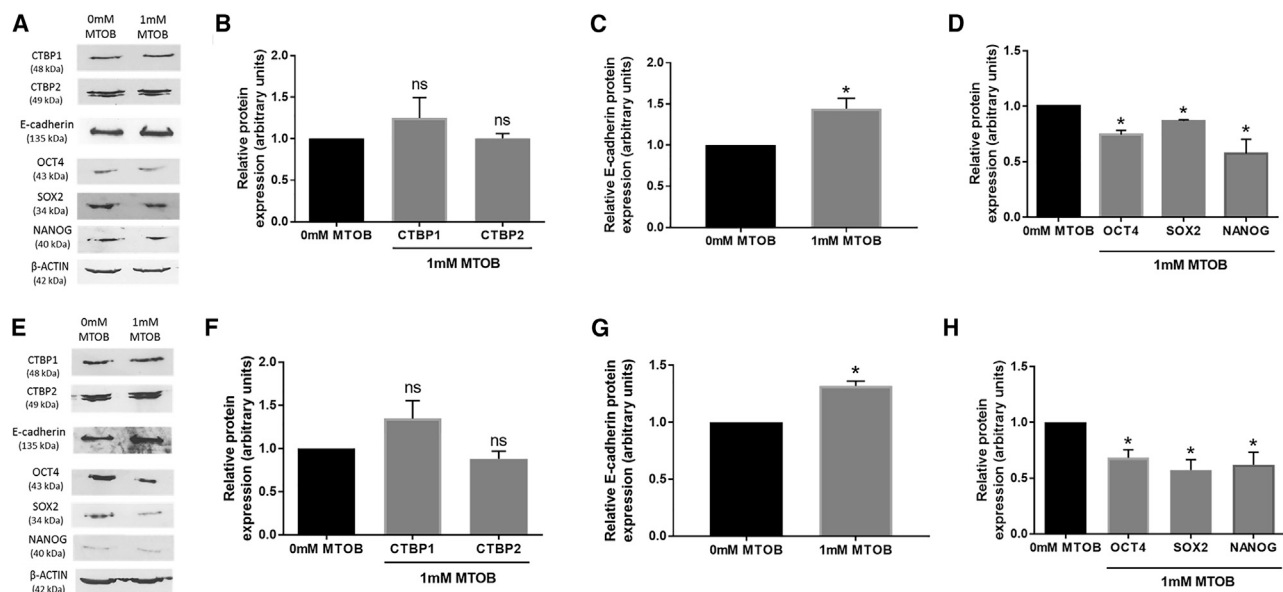 A
0mM MTOB
1mM MTOB
CTBP1
(48 kDa)
CTBP2
(49 kDa)
E-cadherin
(135 kDa)
OCT4
(43 kDa)
SOX2
(34 kDa)
NANOG
(40 kDa)
β-ACTIN
(42 kDa)
B
Relative protein
expression (arbitrary units)
2.0
1.5
1.0
0.5
0.0
ns
ns
0mM MTOB
CTBP1
CTBP2
1mM MTOB
C
Relative E-cadherin protein
expression (arbitrary units)
2.0
1.5
1.0
0.5
0.0
*
0mM MTOB
1mM MTOB
D
Relative protein
expression (arbitrary units)
1.5
1.0
0.5
0.0
*
*
*
0mM MTOB
OCT4
SOX2
NANOG
1mM MTOB
E
0mM MTOB
1mM MTOB
CTBP1
(48 kDa)
CTBP2
(49 kDa)
E-cadherin
(135 kDa)
OCT4
(43 kDa)
SOX2
(34 kDa)
NANOG
(40 kDa)
β-ACTIN
(42 kDa)
F
Relative protein
expression (arbitrary units)
2.0
1.5
1.0
0.5
0.0
ns
ns
0mM MTOB
CTBP1
CTBP2
1mM MTOB
G
Relative E-cadherin protein
expression (arbitrary units)
1.5
1.0
0.5
0.0
*
0mM MTOB
1mM MTOB
H
Relative protein
expression (arbitrary units)
1.5
1.0
0.5
0.0
*
*
*
0mM MTOB
OCT4
SOX2
NANOG
1mM MTOB